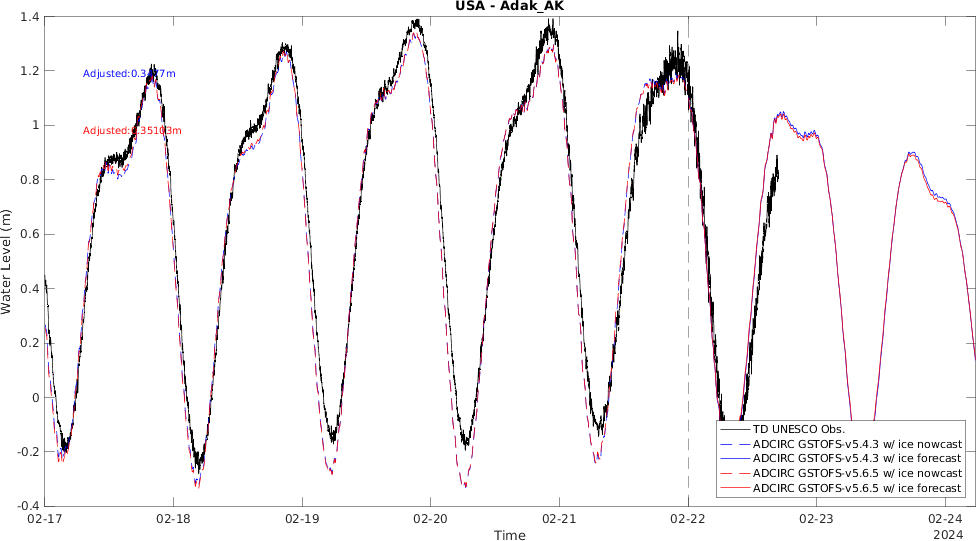 USA - Adak_AK
1.4
1.2
1
0.8
0.6
0.4
0.2
0
-0.2
-0.4
Water Level (m)
Adjusted:
Adjusted:
TD UNESCO Obs.
ADCIRC GSTOFS-v5.4.3 w/ ice nowcast
ADCIRC GSTOFS-v5.4.3 w/ ice forecast
ADCIRC GSTOFS-v5.6.5 w/ ice nowcast
ADCIRC GSTOFS-v5.6.5 w/ ice forecast
02-17 02-18 02-19 02-20 02-21 02-22 02-23 02-24
Time
2024